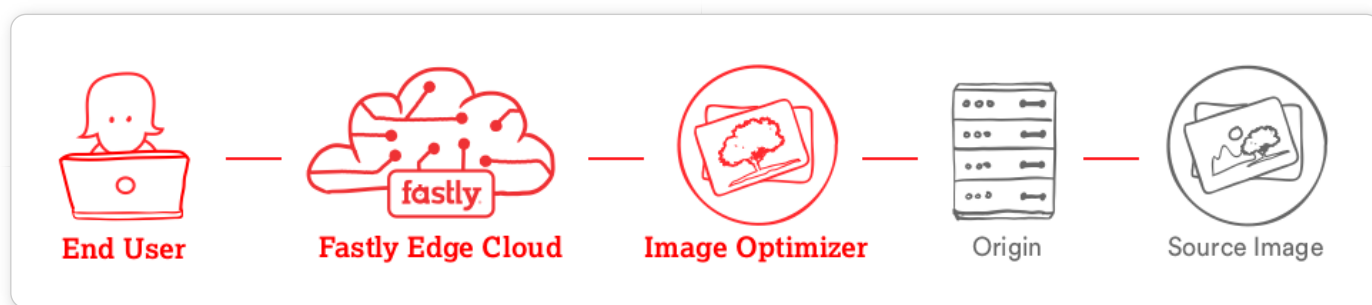 fastly
End User
Fastly Edge Cloud
Image Optimizer
Origin
Source Image